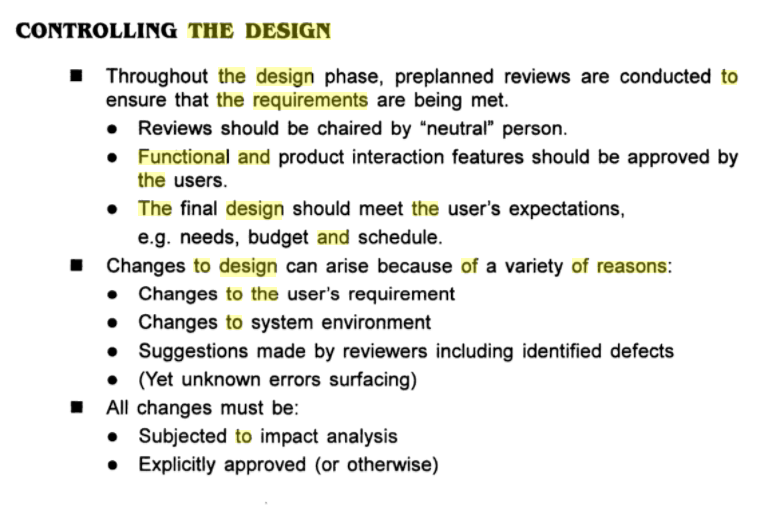 CONTROLLING THE DESIGN
■ Throughout the design phase, preplanned reviews are conducted to
ensure that the requirements are being met.
● Reviews should be chaired by “neutral” person.
● Functional and product interaction features should be approved by
the users.
● The final design should meet the user’s expectations,
e.g. needs, budget and schedule.
■ Changes to design can arise because of a variety of reasons:
● Changes to the user’s requirement
● Changes to system environment
● Suggestions made by reviewers including identified defects
● (Yet unknown errors surfacing)
■ All changes must be:
● Subjected to impact analysis
● Explicitly approved (or otherwise)